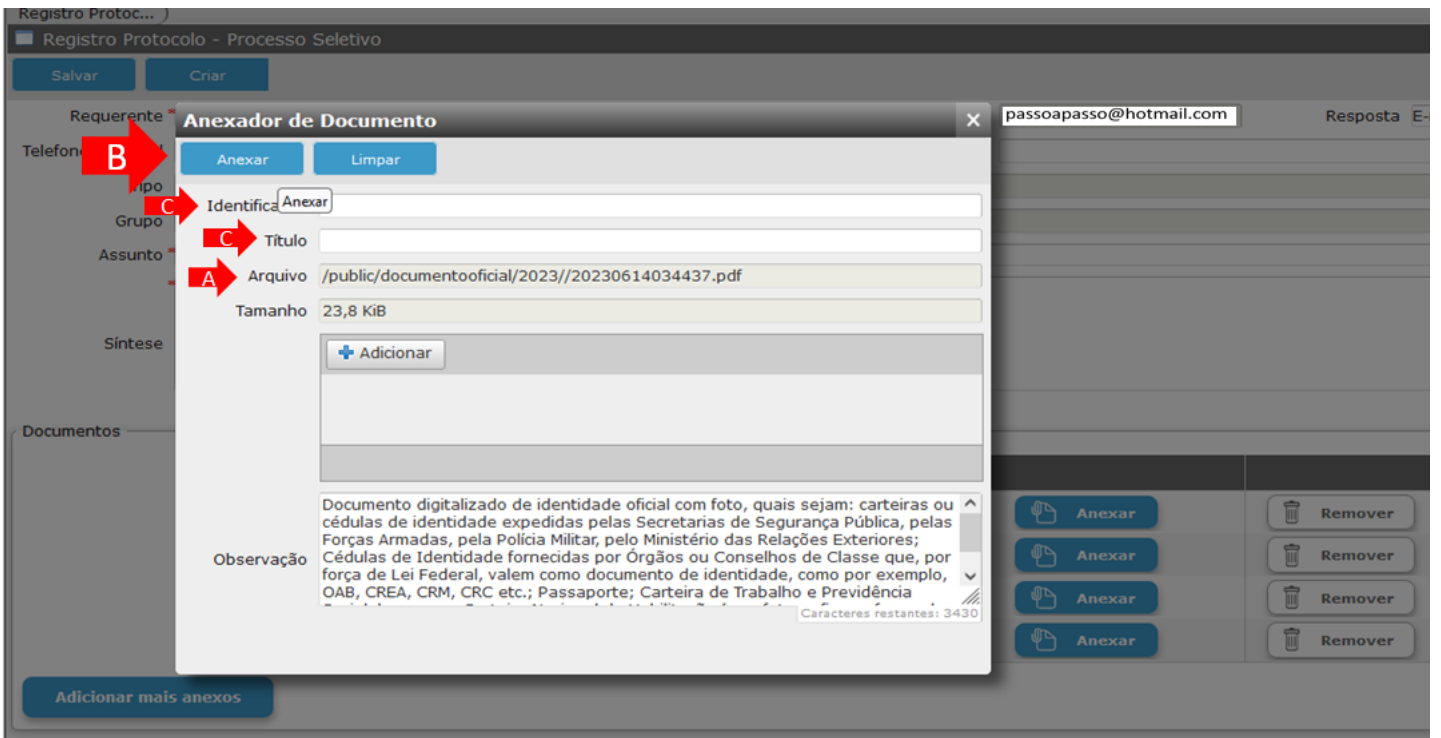 Registro Protoc... )
Registro Protocolo - Processo Seletivo
Salvar Criar
Requerente *
passoapasso@hotmail.com Resposta E-
Anexador de Documento x
B
Anexar Limpar
C
Anexar
C Título
Grupo
Assunto *
A Arquivo /public/documentooficial/2023//20230614034437.pdf
*
Tamanho 23,8 KiB
Síntese
Adicionar
Documentos
Observação
Documento digitalizado de identidade oficial com foto, quais sejam: carteiras ou
cédulas de identidade expedidas pelas Secretarias de Segurança Pública, pelas
Forças Armadas, pela Polícia Militar, pelo Ministério das Relações Exteriores;
Cédulas de Identidade fornecidas por Órgãos ou Conselhos de Classe que, por
força de Lei Federal, valem como documento de identidade, como por exemplo,
OAB, CREA, CRM, CRC etc.; Passaporte; Carteira de Trabalho e Previdência
Caracteres restantes: 3430
Anexar Remover
Anexar Remover
Anexar Remover
Anexar Remover
Adicionar mais anexos